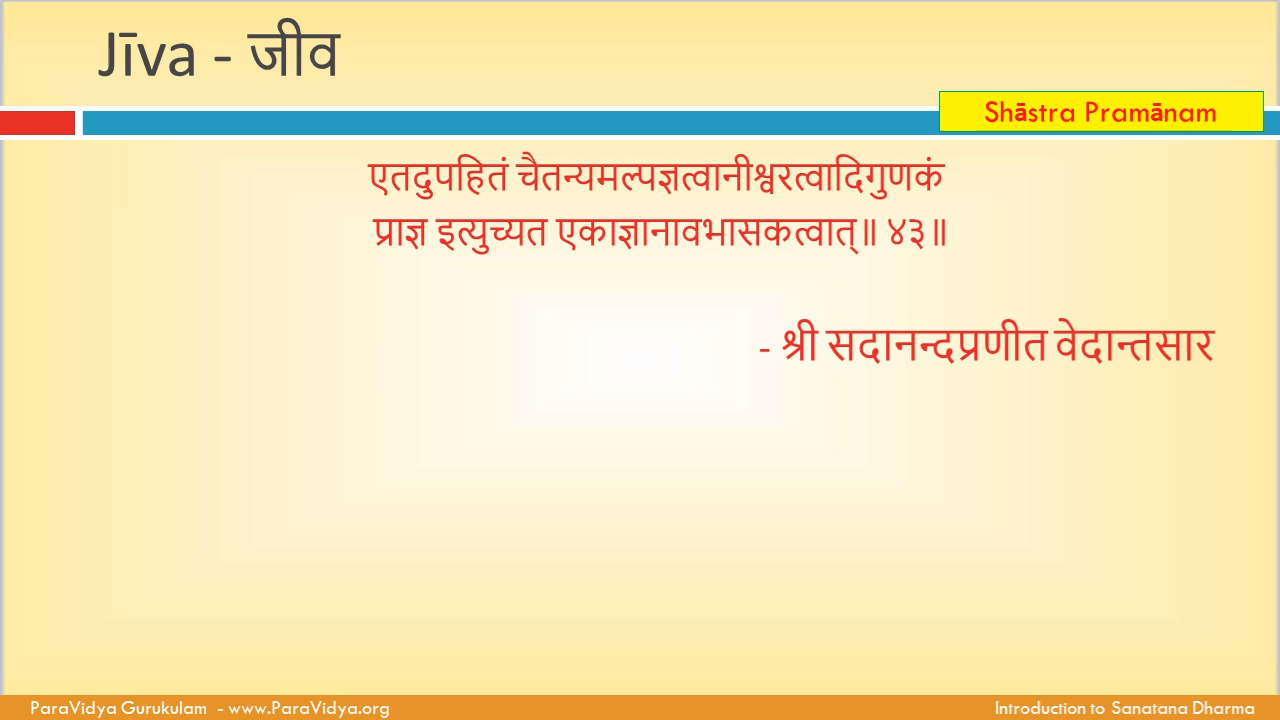 Jīva - जीव
Shāstra Pramānam
एतदुपहितं चैतन्यमल्पज्ञत्वानीश्वरत्वादिगुणकं
प्राज्ञ इत्युच्यत एकाज्ञानावभासकत्वात्॥ ४३॥
- श्री सदानन्दप्रणीत वेदान्तसार
ParaVidya Gurukulam - www.ParaVidya.org
Introduction to Sanatana Dharma